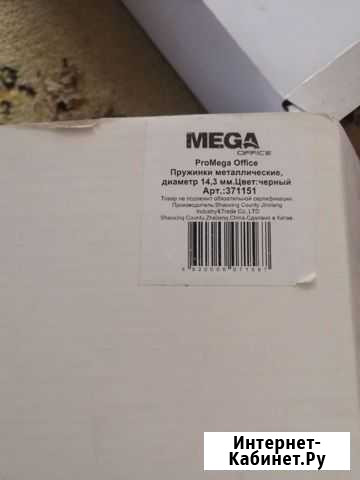 MEGA
OFFICE
ProMega Office
Пружинки металлические,
диаметр 14,3 мм.Цвет:черный
Арт.:371151
Товар не подлежит обязательной сертификации.
Производитель:Shaoxing County Jinxiang
Industry&Trade Co.,LTD
Shaoxing County,Zhejiang,China.Сделано в Китае.
Интернет-
Кабинет.Ру